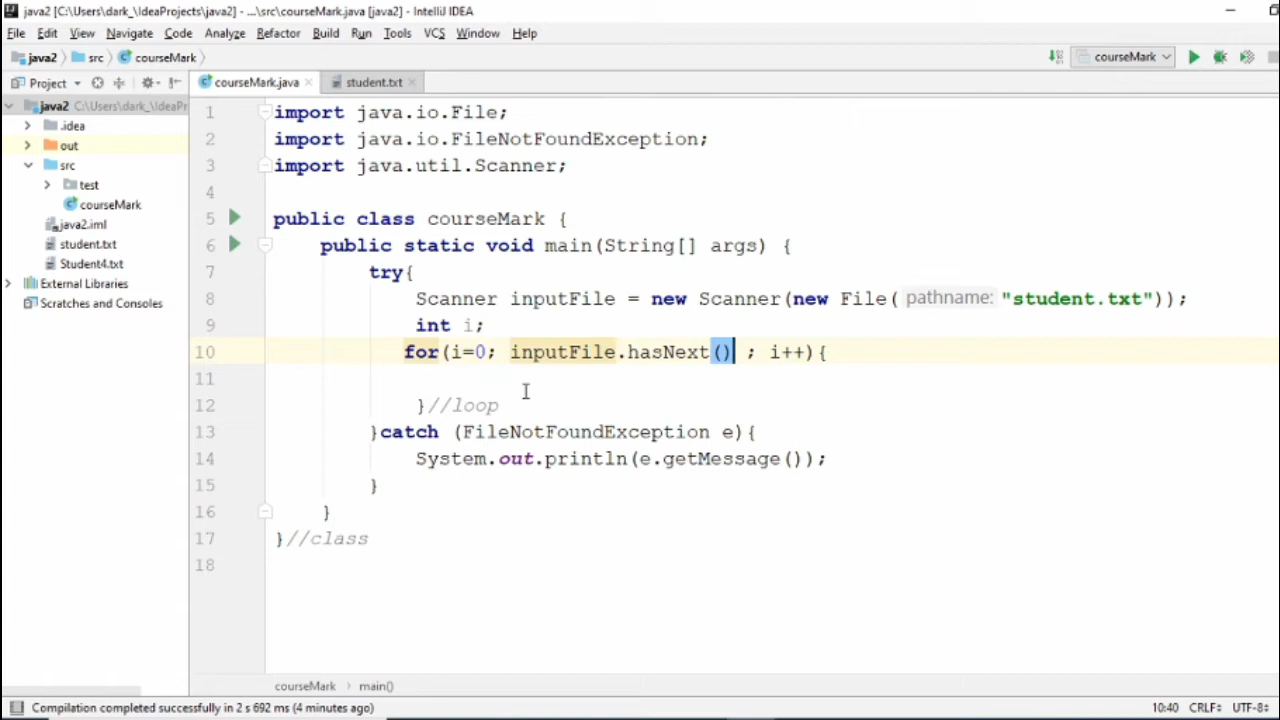 java2 [C:\Users\dark_\IdeaProjects\java2] - ...\src\courseMark.java [java2] - IntelliJ IDEA
File Edit View Navigate Code Analyze Refactor Build Run Tools VCS Window Help
java2 src courseMark courseMark
Project courseMark.java student.txt
java2 C:\Users\dark_\IdeaPr
.idea
out
src
test
courseMark
java2.iml
student.txt
Student4.txt
External Libraries
Scratches and Consoles
1 import java.io.File;
2 import java.io.FileNotFoundException;
3 import java.util.Scanner;
4
5 public class courseMark {
6 public static void main(String[] args) {
7 try{
8 Scanner inputFile = new Scanner(new File( pathname: "student.txt"));
9 int i;
10 for(i=0; inputFile.hasNext() ; i++){
11
12 }//loop
13 }catch (FileNotFoundException e){
14 System.out.println(e.getMessage());
15 }
16 }
17 }//class
18
courseMark main()
Compilation completed successfully in 2 s 692 ms (4 minutes ago) 10:40 CRLF UTF-8